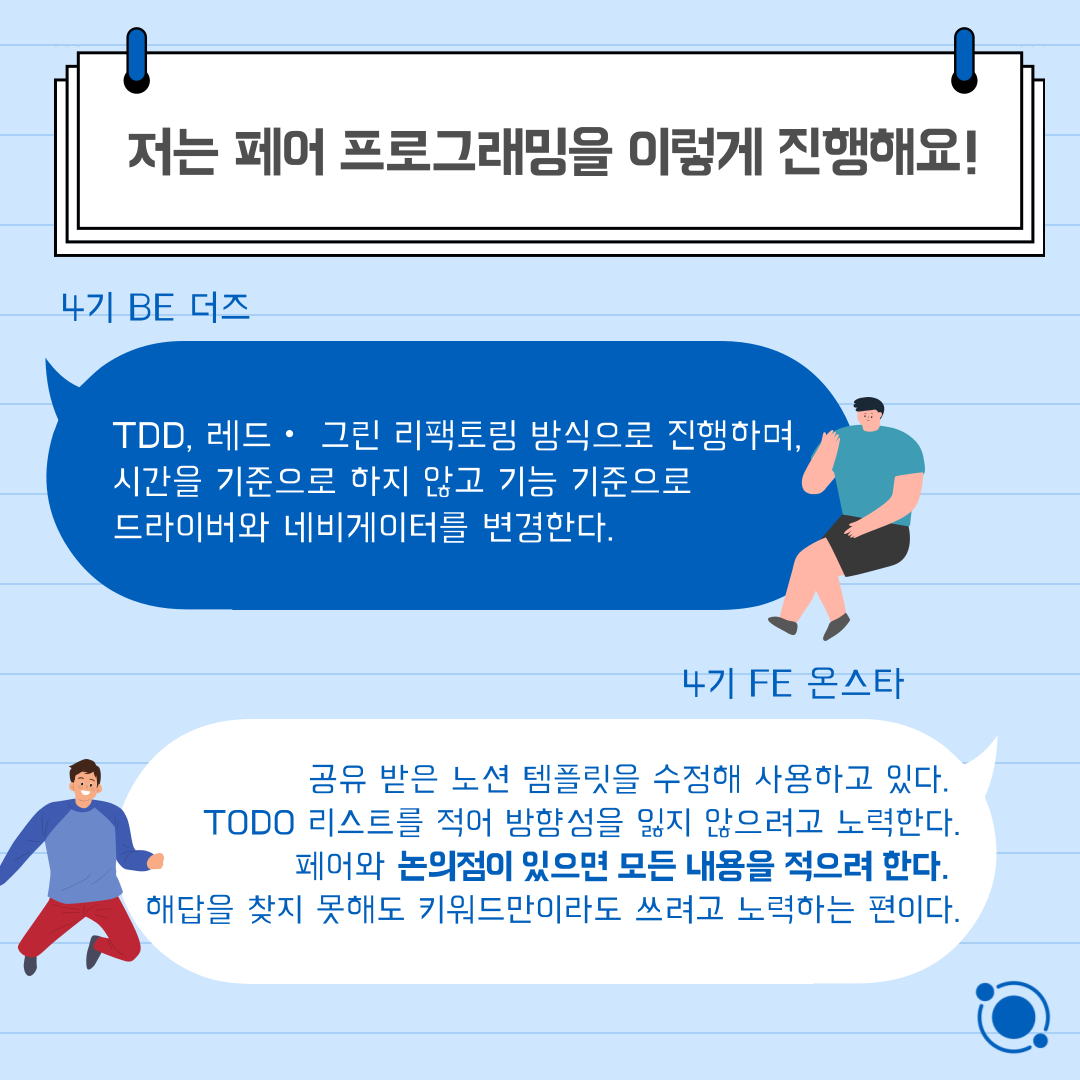 저는 페어 프로그래밍을 이렇게 진행해요!
4기 BE 더즈
TDD, 레드• 그린 리팩토링 방식으로 진행하며,
시간을 기준으로 하지 않고 기능 기준으로
드라이버와 네비게이터를 변경한다.
4기 FE 온스타
공유 받은 노션 템플릿을 수정해 사용하고 있다.
TODO 리스트를 적어 방향성을 잃지 않으려고 노력한다.
페어와 논의점이 있으면 모든 내용을 적으려 한다.
해답을 찾지 못해도 키워드만이라도 쓰려고 노력하는 편이다.